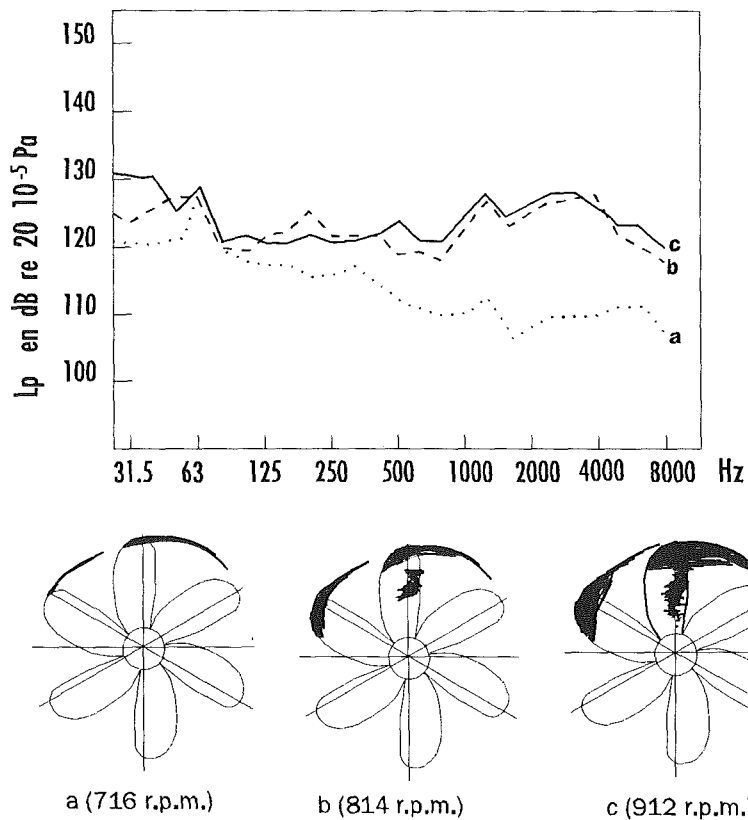 150
140
130
120
110
100
Lp en dB re 20 10⁻⁵ Pa
c
b
a
31.5 63 125 250 500 1000 2000 4000 8000 Hz
a (716 r.p.m.) b (814 r.p.m.) c (912 r.p.m.